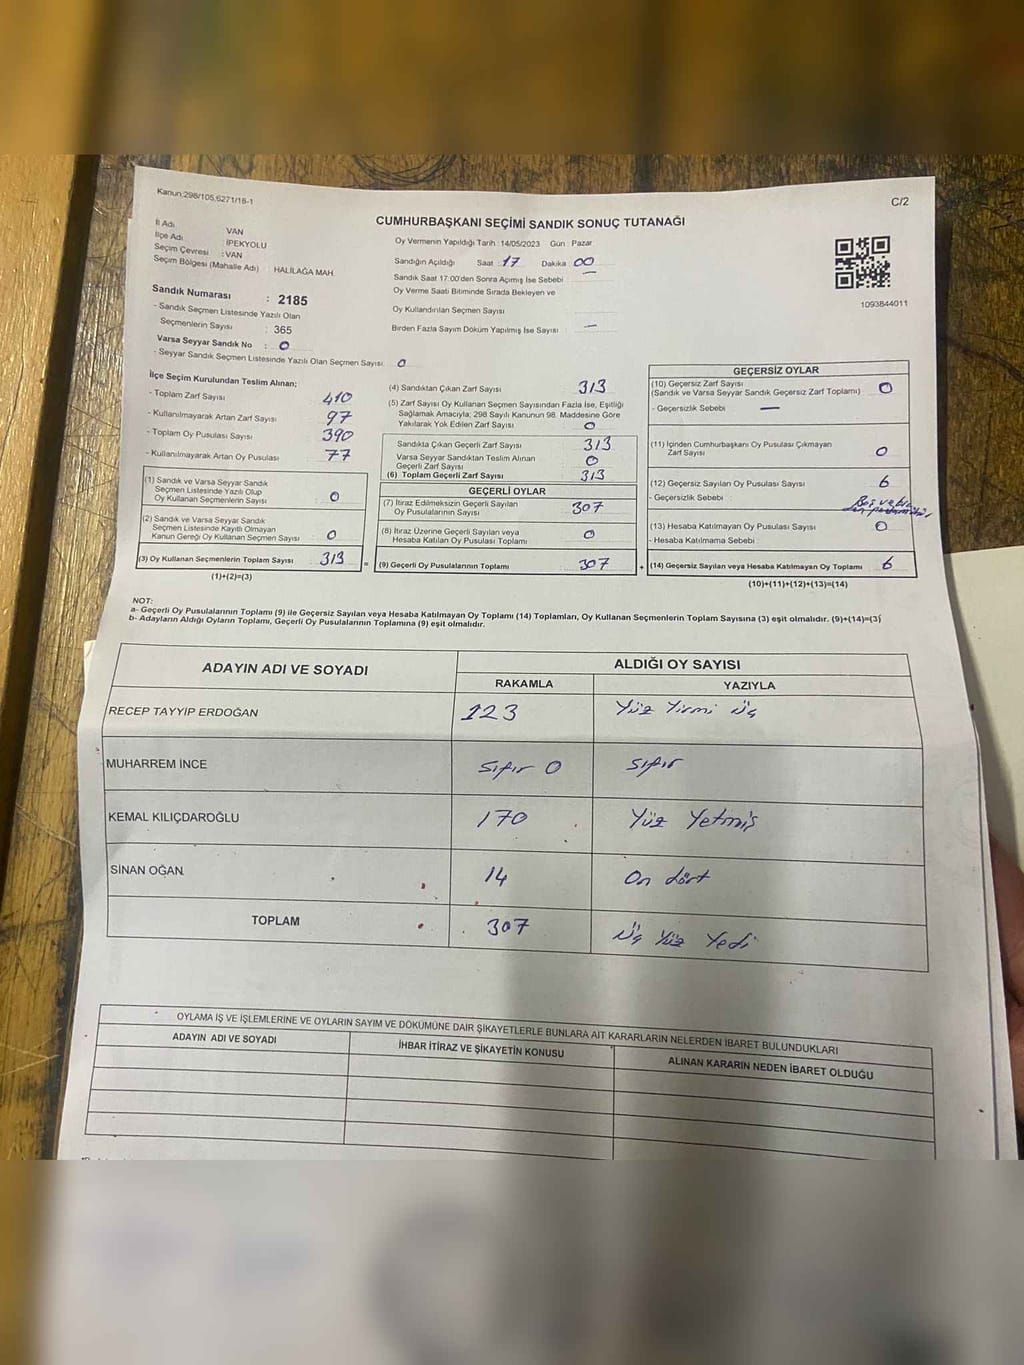 Kanun:298/105,6271/18-1
C/2
CUMHURBAŞKANI SEÇİMİ SANDIK SONUÇ TUTANAĞI
İl Adı VAN
İlçe Adı : İPEKYOLU
Seçim Çevresi : VAN
Seçim Bölgesi (Mahalle Adı) : HALİLAĞA MAH.
Oy Vermenin Yapıldığı Tarih : 14/05/2023 Gün : Pazar
Sandığın Açıldığı Saat : 17 Dakika : 00
Sandık Saat 17:00'den Sonra Açımış İse Sebebi : —
Oy Verme Saati Bitiminde Sırada Bekleyen ve
Oy Kullandırılan Seçmen Sayısı :
Birden Fazla Sayım Döküm Yapılmış İse Sayısı : —
1093844011
Sandık Numarası : 2185
- Sandık Seçmen Listesinde Yazılı Olan
Seçmenlerin Sayısı : 365
Varsa Seyyar Sandık No : 0
- Seyyar Sandık Seçmen Listesinde Yazılı Olan Seçmen Sayısı : 0
İlçe Seçim Kurulundan Teslim Alınan;
- Toplam Zarf Sayısı : 410
- Kullanılmayarak Artan Zarf Sayısı : 97
- Toplam Oy Pusulası Sayısı : 390
- Kullanılmayarak Artan Oy Pusulası : 77
(1) Sandık ve Varsa Seyyar Sandık
Seçmen Listesinde Yazılı Olup
Oy Kullanan Seçmenlerin Sayısı : 0
(2) Sandık ve Varsa Seyyar Sandık
Seçmen Listesinde Kayıtlı Olmayan
Kanun Gereği Oy Kullanan Seçmen Sayısı : 0
(3) Oy Kullanan Seçmenlerin Toplam Sayısı : 313
(1)+(2)=(3)
(4) Sandıktan Çıkan Zarf Sayısı : 313
(5) Zarf Sayısı Oy Kullanan Seçmen Sayısından Fazla İse, Eşitliği
Sağlamak Amacıyla; 298 Sayılı Kanunun 98. Maddesine Göre
Yakılarak Yok Edilen Zarf Sayısı : 0
Sandıkta Çıkan Geçerli Zarf Sayısı : 313
Varsa Seyyar Sandıktan Teslim Alınan
Geçerli Zarf Sayısı : 0
(6) Toplam Geçerli Zarf Sayısı : 313
GEÇERLİ OYLAR
(7) İtiraz Edilmeksizin Geçerli Sayılan
Oy Pusulalarının Sayısı : 307
(8) İtiraz Üzerine Geçerli Sayılan veya
Hesaba Katılan Oy Pusulası Toplamı : 0
= (9) Geçerli Oy Pusulalarının Toplamı : 307
GEÇERSİZ OYLAR
(10) Geçersiz Zarf Sayısı
(Sandık ve Varsa Seyyar Sandık Geçersiz Zarf Toplamı) : 0
- Geçersizlik Sebebi : —
(11) İçinden Cumhurbaşkanı Oy Pusulası Çıkmayan
Zarf Sayısı : 0
(12) Geçersiz Sayılan Oy Pusulası Sayısı : 6
- Geçersizlik Sebebi :
(13) Hesaba Katılmayan Oy Pusulası Sayısı : 0
- Hesaba Katılmama Sebebi :
+ (14) Geçersiz Sayılan veya Hesaba Katılmayan Oy Toplamı : 6
(10)+(11)+(12)+(13)=(14)
NOT:
a- Geçerli Oy Pusulalarının Toplamı (9) ile Geçersiz Sayılan veya Hesaba Katılmayan Oy Toplamı (14) Toplamları, Oy Kullanan Seçmenlerin Toplam Sayısına (3) eşit olmalıdır. (9)+(14)=(3)
b- Adayların Aldığı Oyların Toplamı, Geçerli Oy Pusulalarının Toplamına (9) eşit olmalıdır.
ADAYIN ADI VE SOYADI
ALDIĞI OY SAYISI
RAKAMLA YAZIYLA
RECEP TAYYİP ERDOĞAN 123 Yüz Yirmi üç
MUHARREM İNCE Sıfır 0 Sıfır
KEMAL KILIÇDAROĞLU 170 Yüz Yetmiş
SİNAN OĞAN 14 On dört
TOPLAM 307 Üç Yüz Yedi
OYLAMA İŞ VE İŞLEMLERİNE VE OYLARIN SAYIM VE DÖKÜMÜNE DAİR ŞİKAYETLERLE BUNLARA AİT KARARLARIN NELERDEN İBARET BULUNDUKLARI
ADAYIN ADI VE SOYADI İHBAR İTİRAZ VE ŞİKAYETİN KONUSU ALINAN KARARIN NEDEN İBARET OLDUĞU